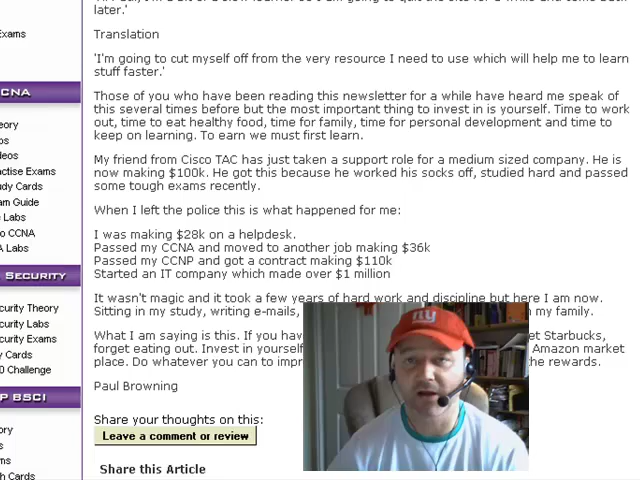 later.'
Exams
Translation
'I'm going to cut myself off from the very resource I need to use which will help me to learn
stuff faster.'
CNA
Those of you who have been reading this newsletter for a while have heard me speak of
this several times before but the most important thing to invest in is yourself. Time to work
out, time to eat healthy food, time for family, time for personal development and time to
keep on learning. To earn we must first learn.
eory
os
deos
actise Exams
udy Cards
am Guide
e Labs
o CCNA
A Labs
My friend from Cisco TAC has just taken a support role for a medium sized company. He is
now making $100k. He got this because he worked his socks off, studied hard and passed
some tough exams recently.
When I left the police this is what happened for me:
I was making $28k on a helpdesk.
Passed my CCNA and moved to another job making $36k
Passed my CCNP and got a contract making $110k
Started an IT company which made over $1 million
Security
curity Theory
curity Labs
curity Exams
y Cards
0 Challenge
It wasn't magic and it took a few years of hard work and discipline but here I am now.
Sitting in my study, writing e-mails, my family.
What I am saying is this. If you hav et Starbucks,
forget eating out. Invest in yourself Amazon market
place. Do whatever you can to impr the rewards.
Paul Browning
P BSCI
ory
s
ms
h Cards
Share your thoughts on this:
Leave a comment or review
Share this Article
ny